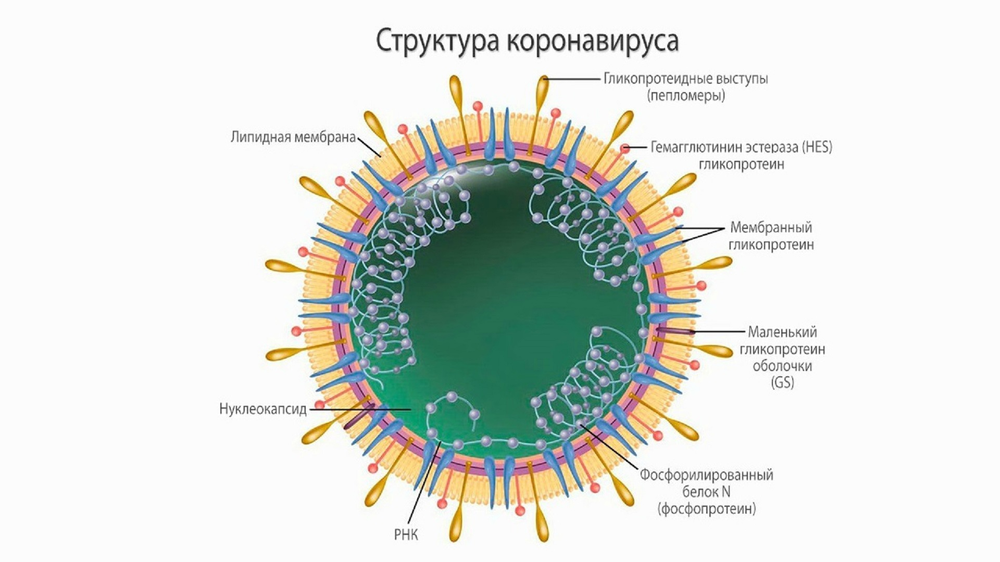 Структура коронавируса
Гликопротеидные выступы
(пепломеры)
Липидная мембрана
Гемагглютинин эстераза (HES)
гликопротеин
Мембранный
гликопротеин
Маленький
гликопротеин
оболочки
(GS)
Нуклеокапсид
Фосфорилированный
белок N
(фосфопротеин)
РНК